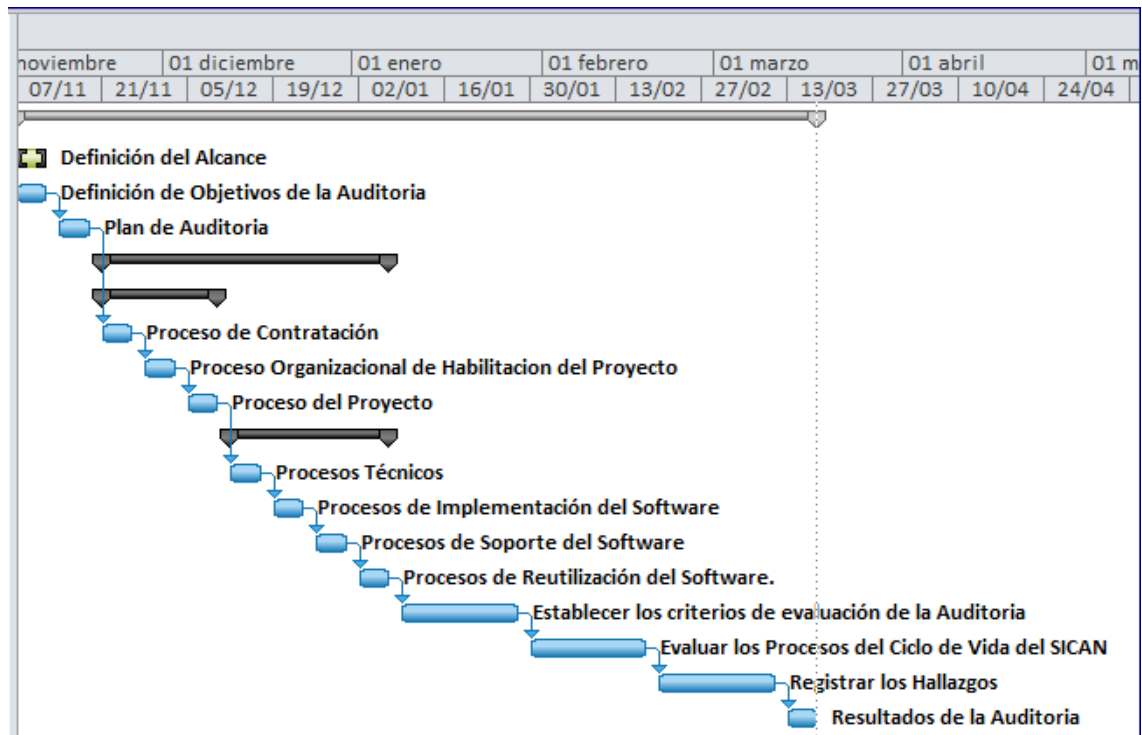 noviembre 01 diciembre 01 enero 01 febrero 01 marzo 01 abril 01 m
07/11 21/11 05/12 19/12 02/01 16/01 30/01 13/02 27/02 13/03 27/03 10/04 24/04
Definición del Alcance
Definición de Objetivos de la Auditoria
Plan de Auditoria
Proceso de Contratación
Proceso Organizacional de Habilitacion del Proyecto
Proceso del Proyecto
Procesos Técnicos
Procesos de Implementación del Software
Procesos de Soporte del Software
Procesos de Reutilización del Software.
Establecer los criterios de evaluación de la Auditoria
Evaluar los Procesos del Ciclo de Vida del SICAN
Registrar los Hallazgos
Resultados de la Auditoria